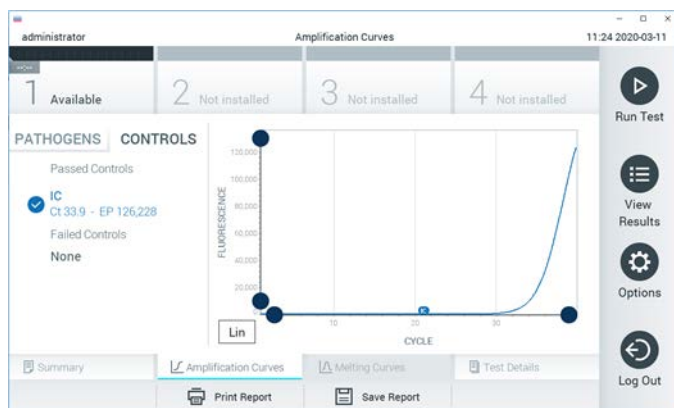 administrator Amplification Curves 11:24 2020-03-11
1 Available
2 Not installed
3 Not installed
4 Not installed
Run Test
PATHOGENS CONTROLS
Passed Controls
IC
Ct 33.9 - EP 126,228
Failed Controls
None
FLUORESCENCE
120,000
100,000
80,000
60,000
40,000
20,000
0
IC
10 20 30
CYCLE
Lin
View Results
Options
Log Out
Summary Amplification Curves Melting Curves Test Details
Print Report Save Report